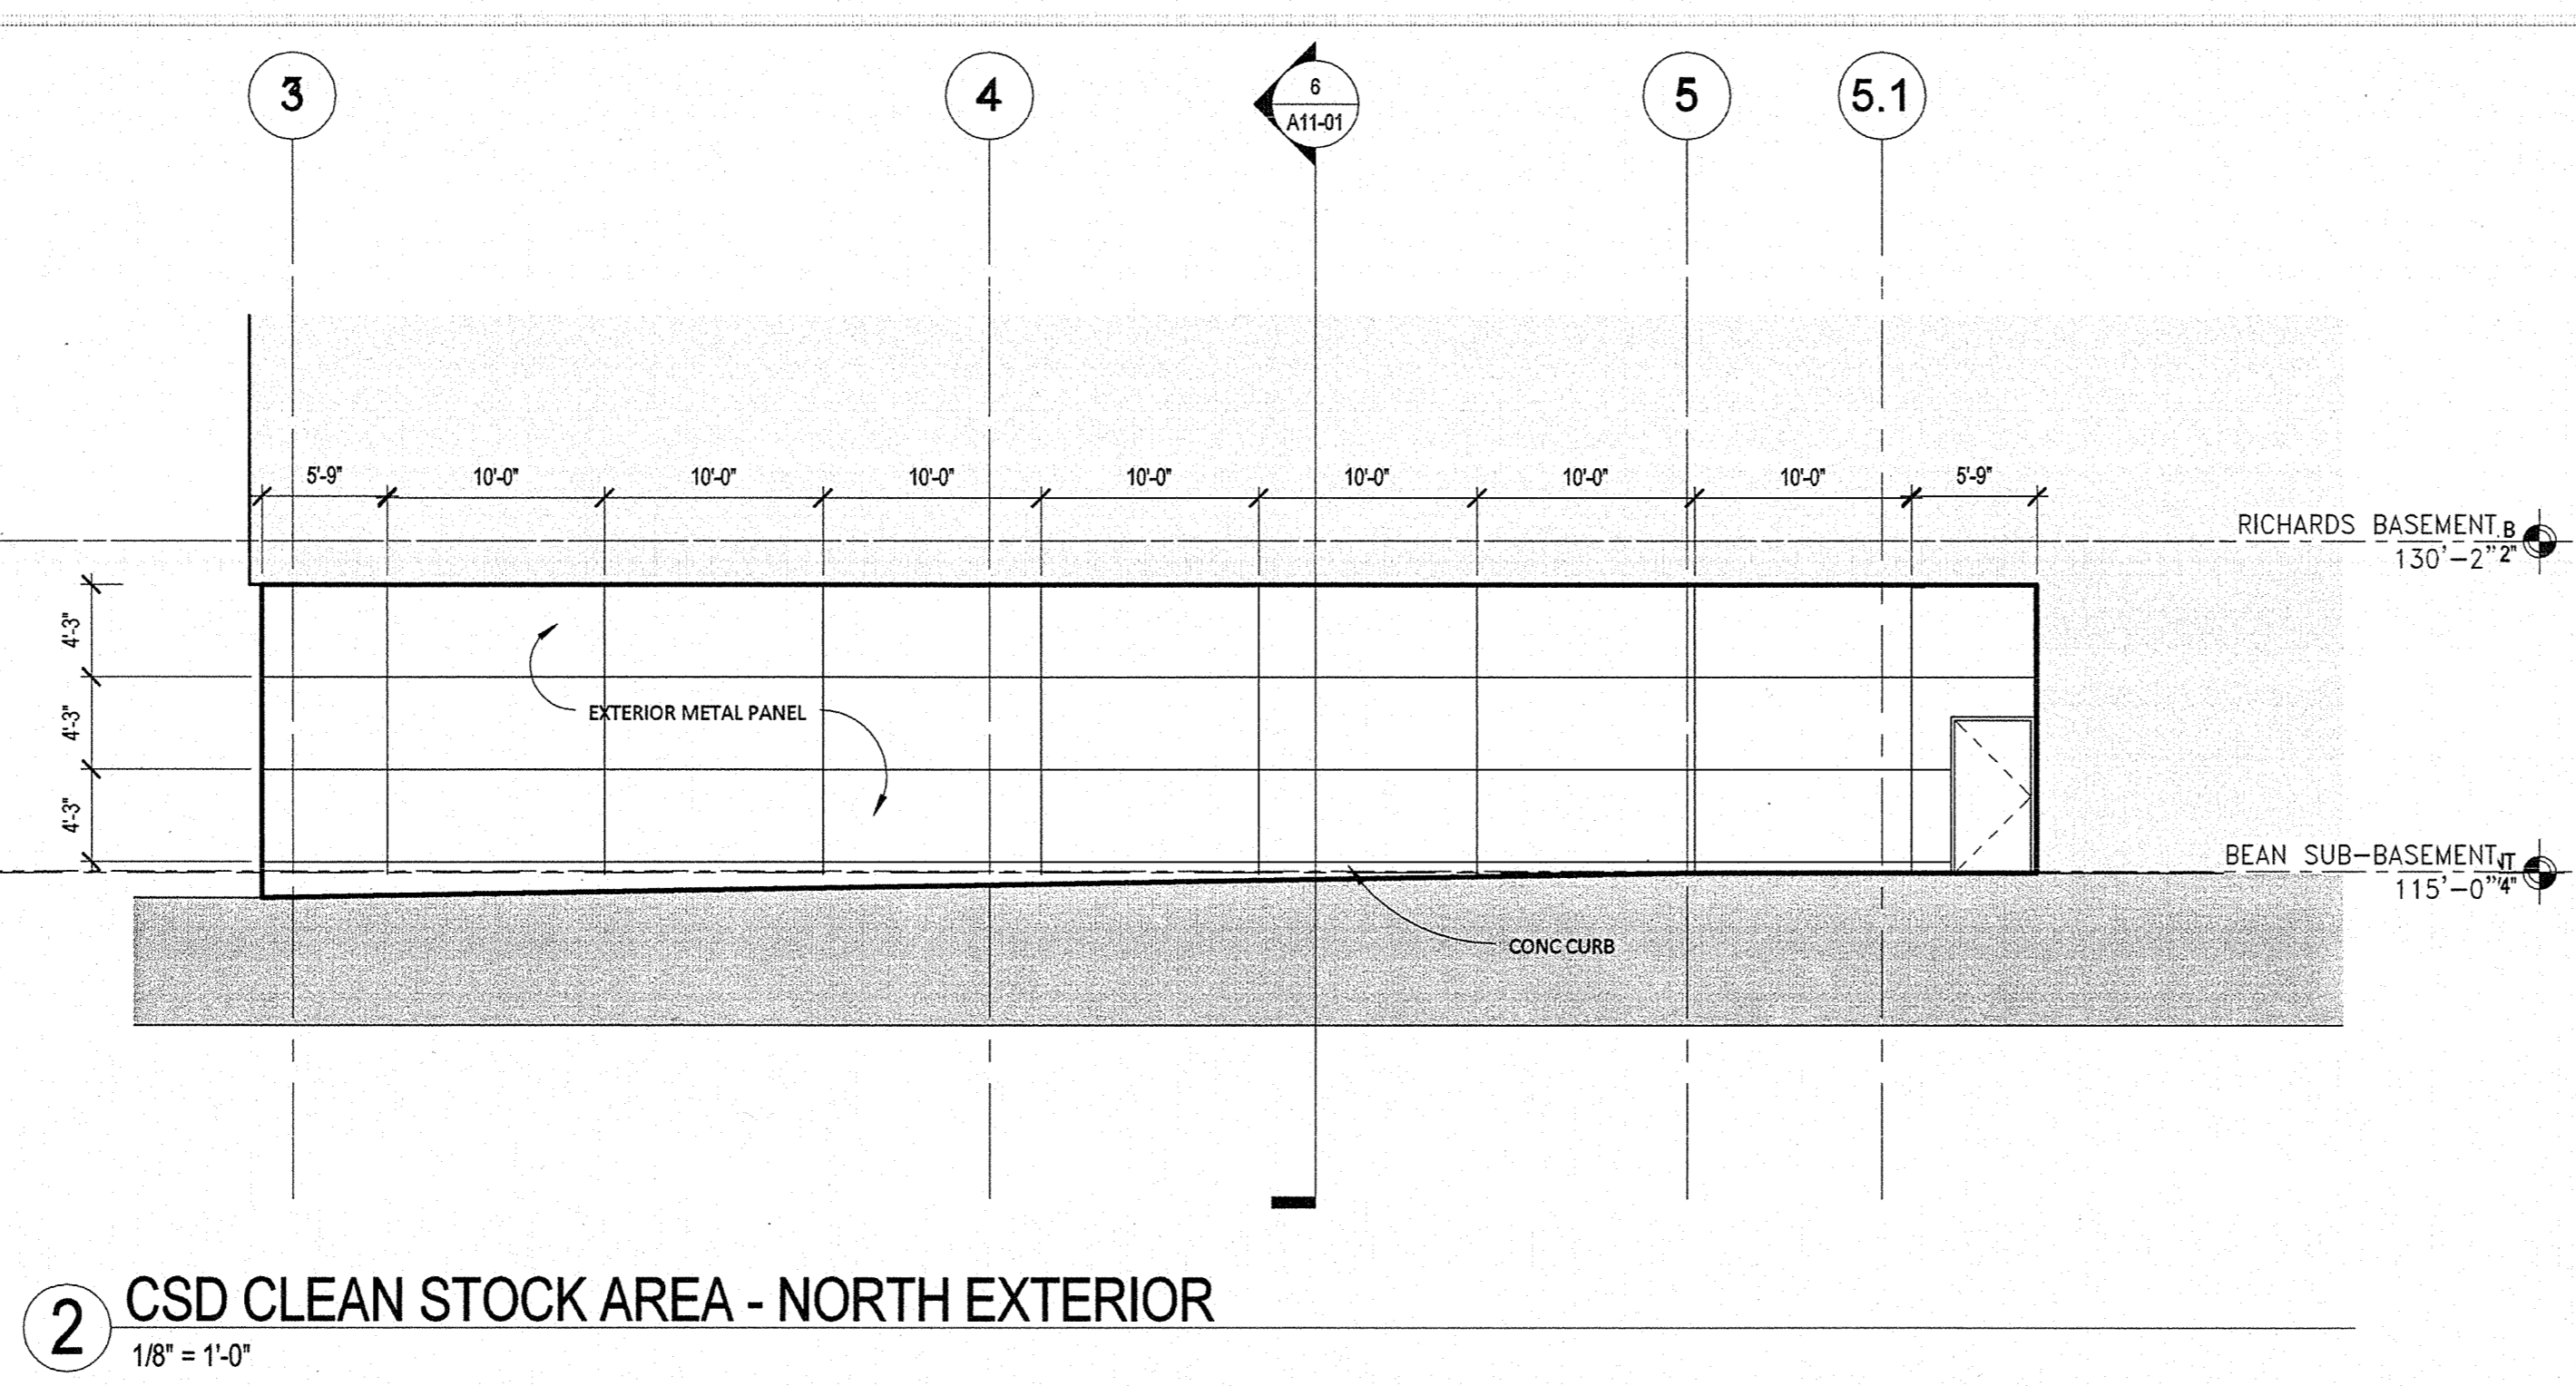 3
4
6
A11-01
5
5.1
5'-9"
10'-0"
10'-0"
10'-0"
10'-0"
10'-0"
10'-0"
10'-0"
5'-9"
RICHARDS BASEMENT B
130'-2" 2"
4'-3"
4'-3"
4'-3"
EXTERIOR METAL PANEL
BEAN SUB-BASEMENT
115'-0"
CONC CURB
2
CSD CLEAN STOCK AREA - NORTH EXTERIOR
1/8" = 1'-0"